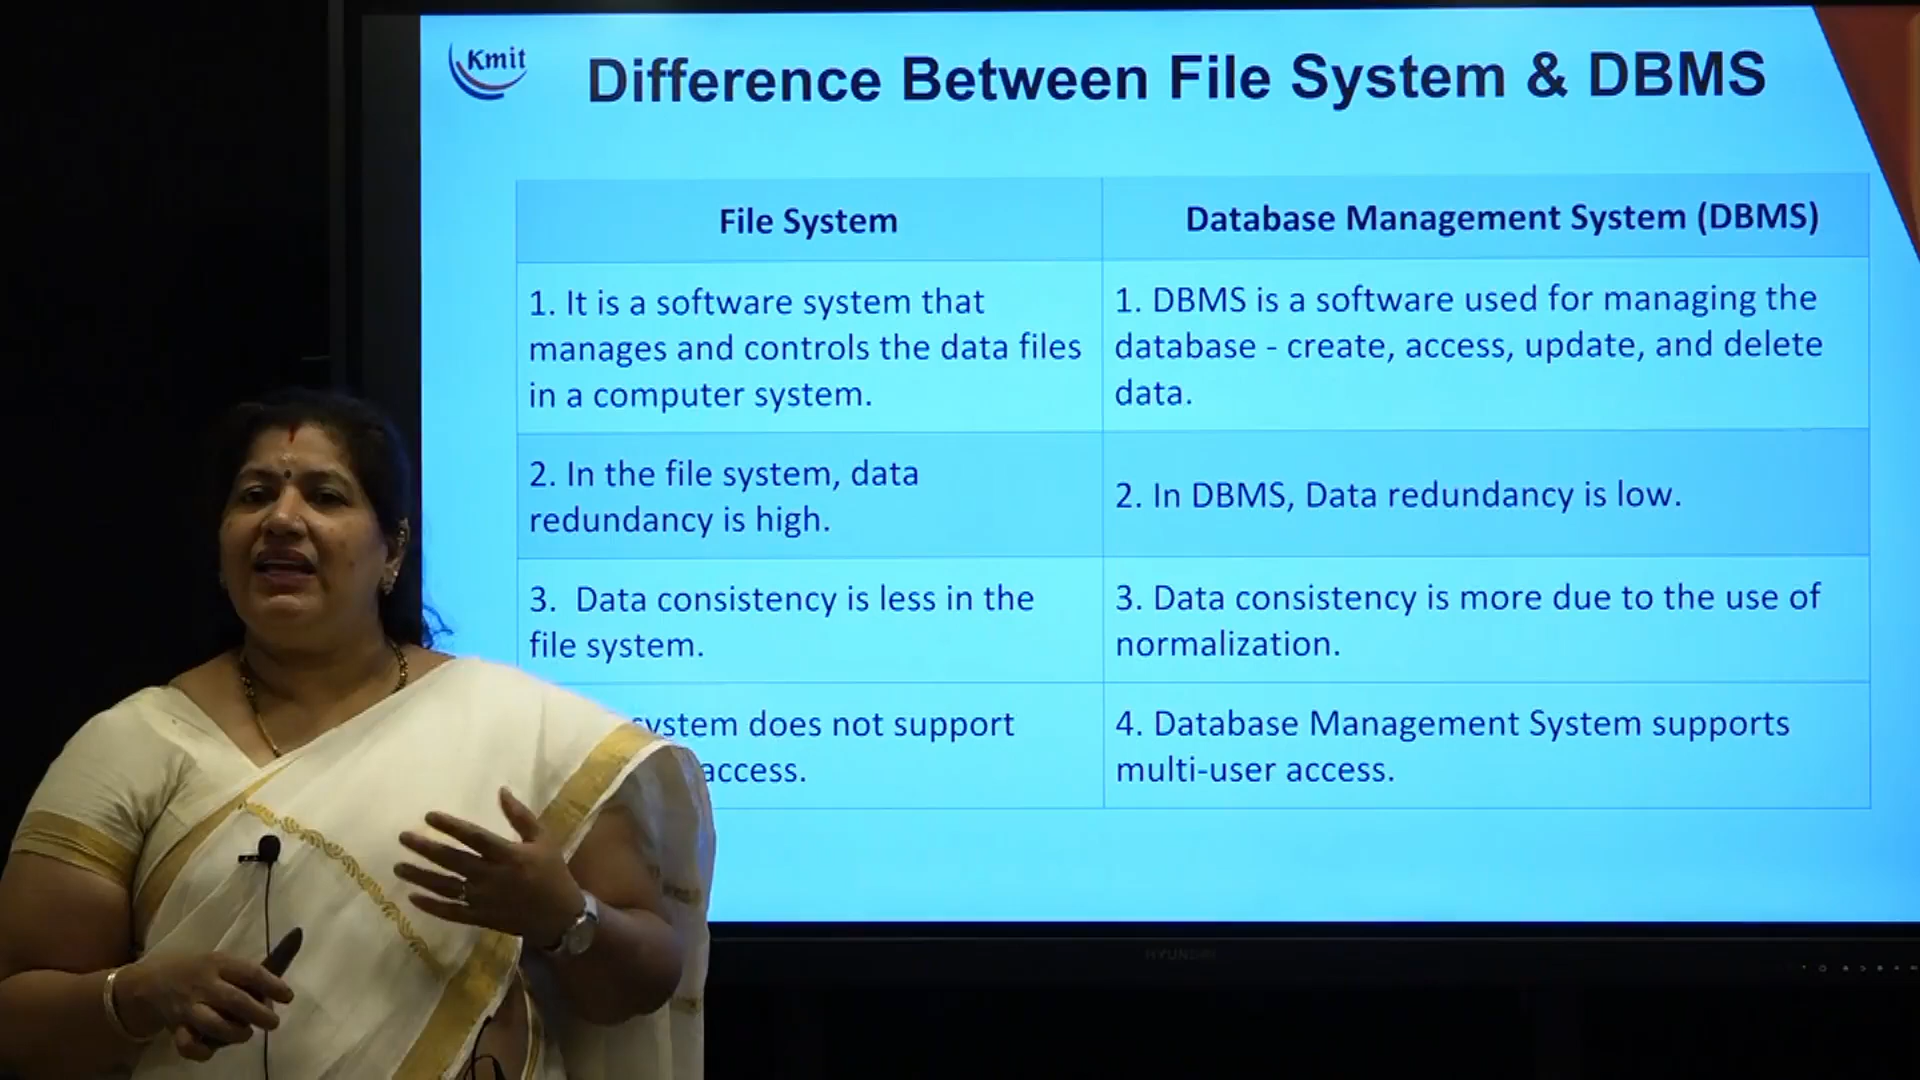 Kmit
Difference Between File System & DBMS
File System
Database Management System (DBMS)
1. It is a software system that
manages and controls the data files
in a computer system.
1. DBMS is a software used for managing the
database - create, access, update, and delete
data.
2. In the file system, data
redundancy is high.
2. In DBMS, Data redundancy is low.
3. Data consistency is less in the
file system.
3. Data consistency is more due to the use of
normalization.
system does not support
access.
4. Database Management System supports
multi-user access.
HYUNDAI